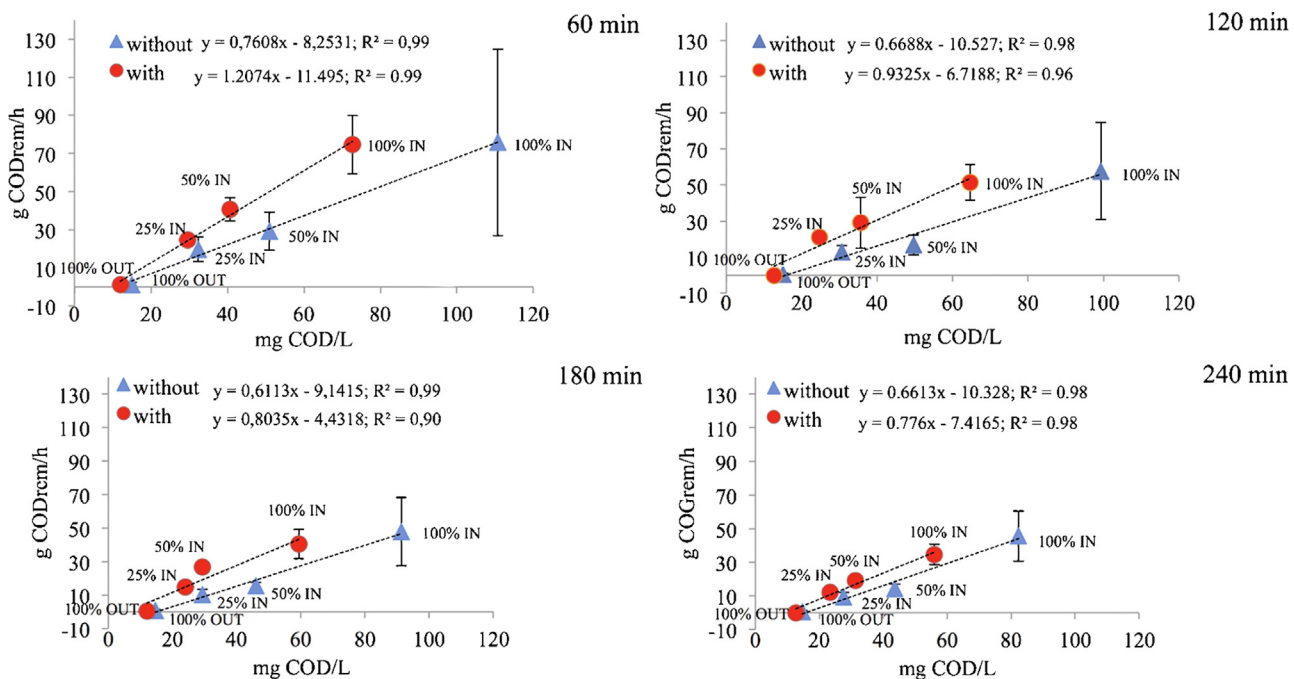 60 min
130
110
90
70
50
30
10
-10
g CODrem/h
without y = 0,7608x - 8,2531; R² = 0,99
with y = 1.2074x - 11.495; R² = 0.99
100% IN
100% IN
50% IN
50% IN
25% IN
25% IN
100% OUT
100% OUT
20 40 60 80 100 120
mg COD/L
120 min
130
110
90
70
50
30
10
-10
g CODrem/h
without y = 0.6688x - 10.527; R² = 0.98
with y = 0.9325x - 6.7188; R² = 0.96
100% IN
100% IN
50% IN
50% IN
25% IN
25% IN
100% OUT
100% OUT
0 20 40 60 80 100 120
mg COD/L
180 min
130
110
90
70
50
30
10
-10
g CODrem/h
without y = 0,6113x - 9,1415; R² = 0,99
with y = 0,8035x - 4,4318; R² = 0,90
100% IN
100% IN
50% IN
50% IN
25% IN
25% IN
100% OUT
100% OUT
0 20 40 60 80 100 120
mg COD/L
240 min
130
110
90
70
50
30
10
-10
g COGrem/h
without y = 0.6613x - 10.328; R² = 0.98
with y = 0.776x - 7.4165; R² = 0.98
100% IN
100% IN
50% IN
50% IN
25% IN
25% IN
100% OUT
100% OUT
0 20 40 60 80 100 120
mg COD/L